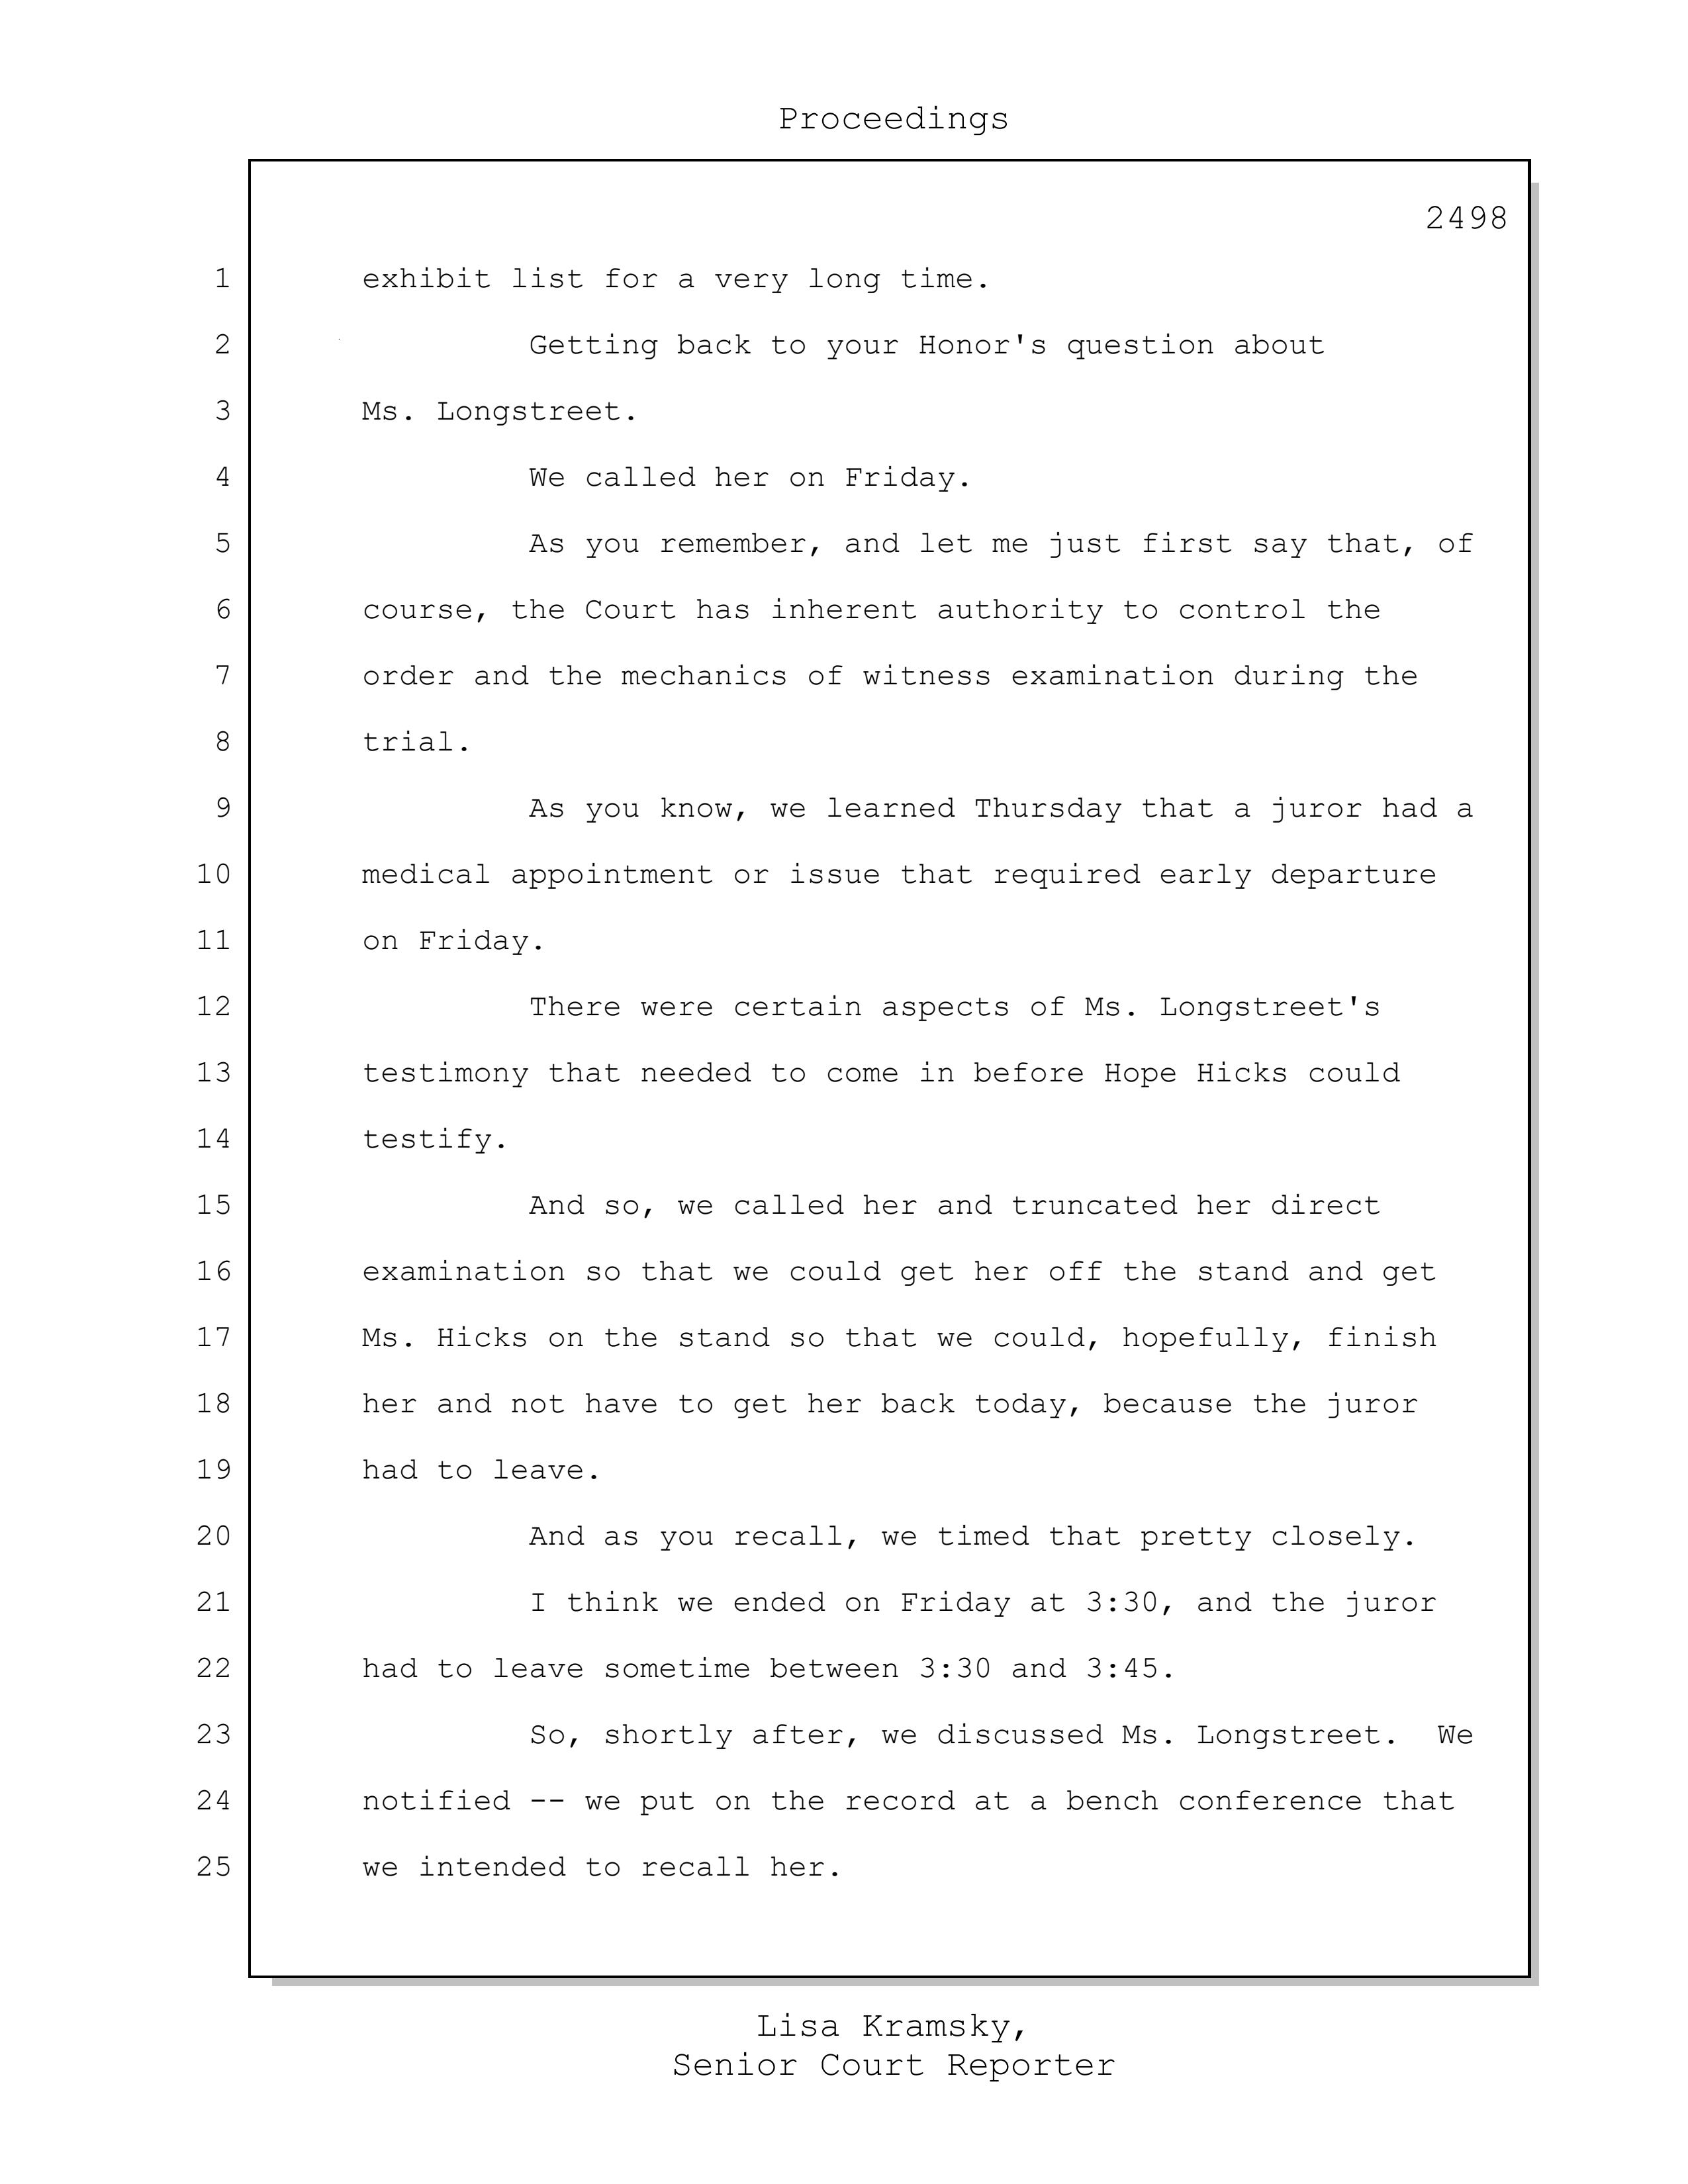 Proceedings
2498
1 exhibit list for a very long time.
2 Getting back to your Honor's question about
3 Ms. Longstreet.
4 We called her on Friday.
5 As you remember, and let me just first say that, of
6 course, the Court has inherent authority to control the
7 order and the mechanics of witness examination during the
8 trial.
9 As you know, we learned Thursday that a juror had a
10 medical appointment or issue that required early departure
11 on Friday.
12 There were certain aspects of Ms. Longstreet's
13 testimony that needed to come in before Hope Hicks could
14 testify.
15 And so, we called her and truncated her direct
16 examination so that we could get her off the stand and get
17 Ms. Hicks on the stand so that we could, hopefully, finish
18 her and not have to get her back today, because the juror
19 had to leave.
20 And as you recall, we timed that pretty closely.
21 I think we ended on Friday at 3:30, and the juror
22 had to leave sometime between 3:30 and 3:45.
23 So, shortly after, we discussed Ms. Longstreet.  We
24 notified -- we put on the record at a bench conference that
25 we intended to recall her.
Lisa Kramsky,
Senior Court Reporter